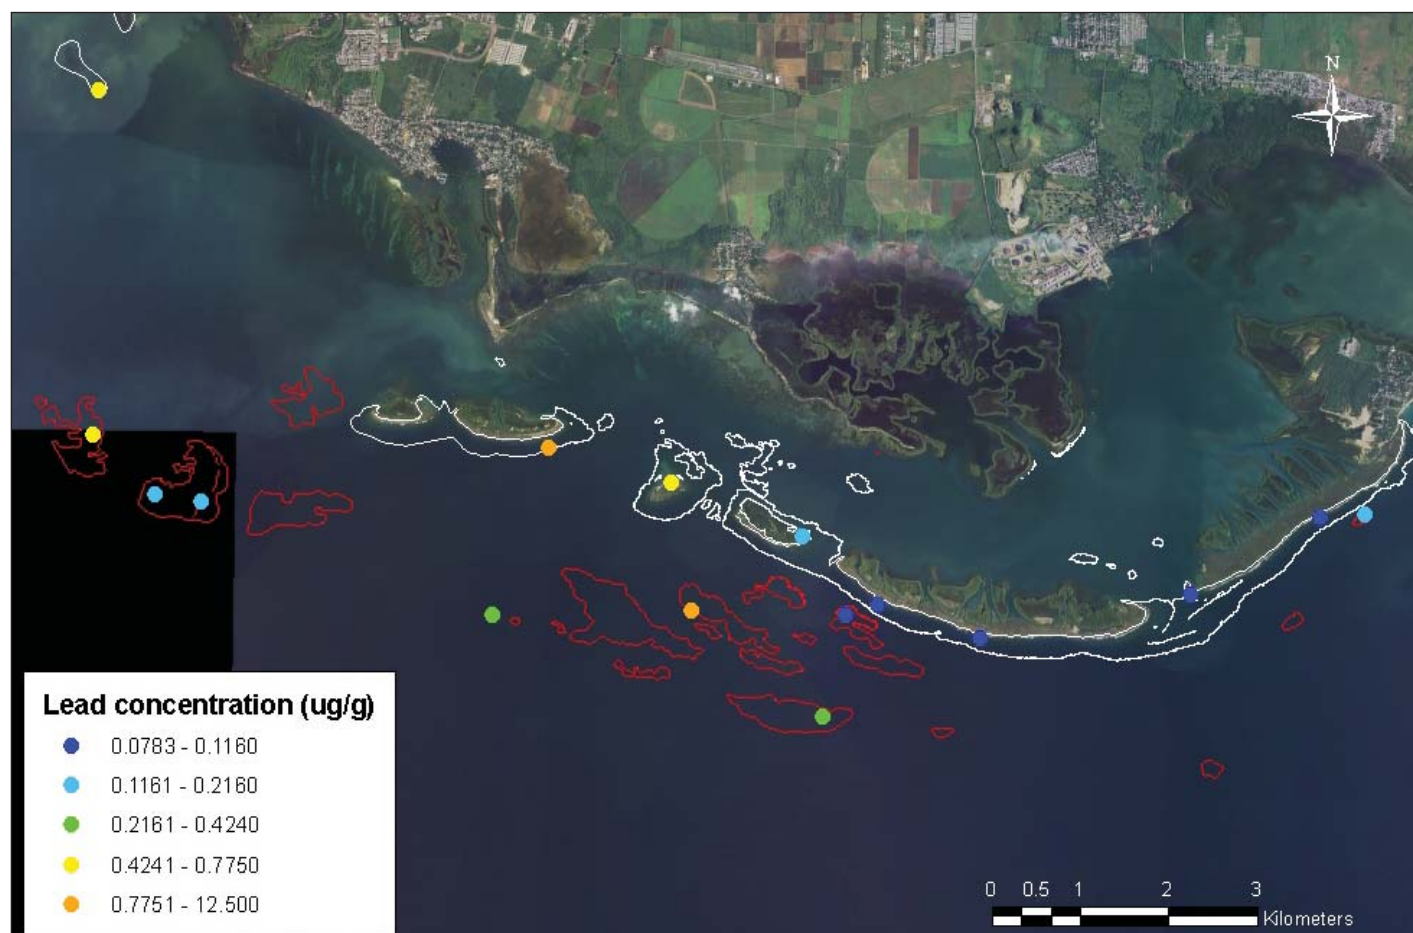 N
Lead concentration (ug/g)
0.0783 - 0.1160
0.1161 - 0.2160
0.2161 - 0.4240
0.4241 - 0.7750
0.7751 - 12.500
0 0.5 1 2 3
Kilometers